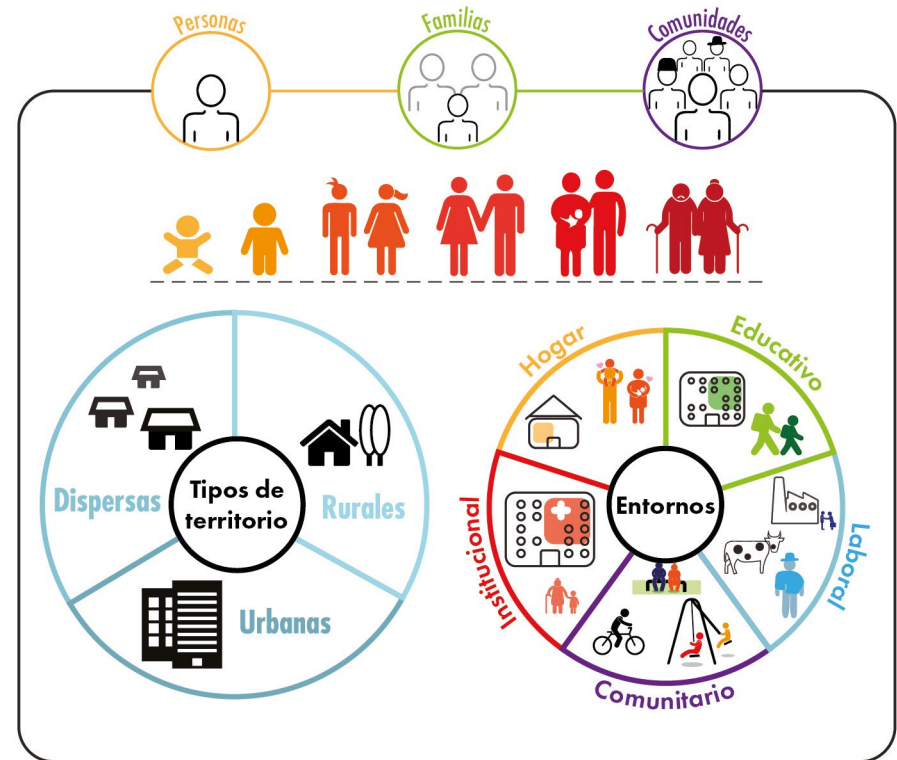 Personas
Familias
Comunidades
Tipos de
territorio
Dispersas
Rurales
Urbanas
Entornos
Hogar
Educativo
Laboral
Comunitario
Institucional